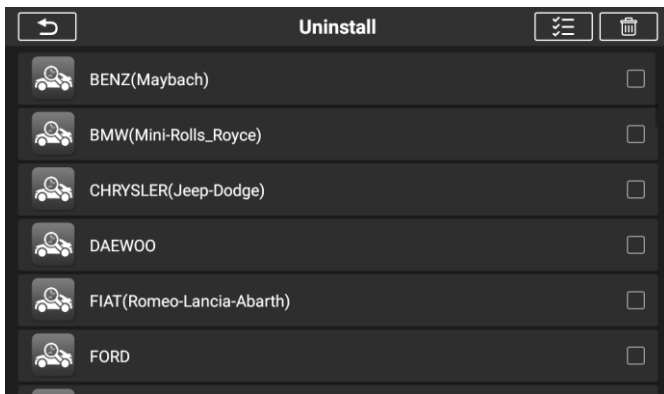 Uninstall
BENZ(Maybach)
BMW(Mini-Rolls_Royce)
CHRYSLER(Jeep-Dodge)
DAEWOO
FIAT(Romeo-Lancia-Abarth)
FORD